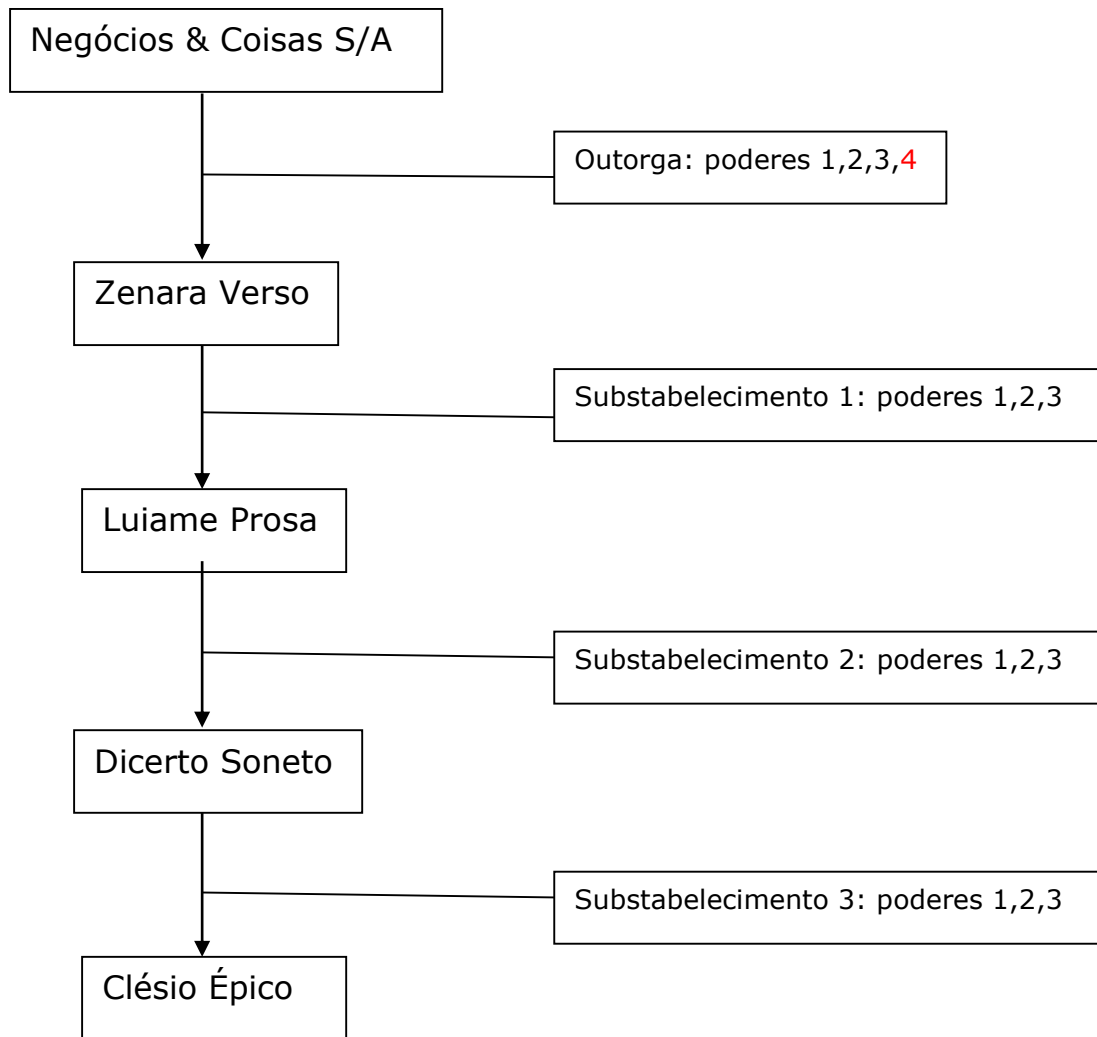 Negócios & Coisas S/A
Outorga: poderes 1,2,3,4
Zenara Verso
Substabelecimento 1: poderes 1,2,3
Luiame Prosa
Substabelecimento 2: poderes 1,2,3
Dicerto Soneto
Substabelecimento 3: poderes 1,2,3
Clésio Épico